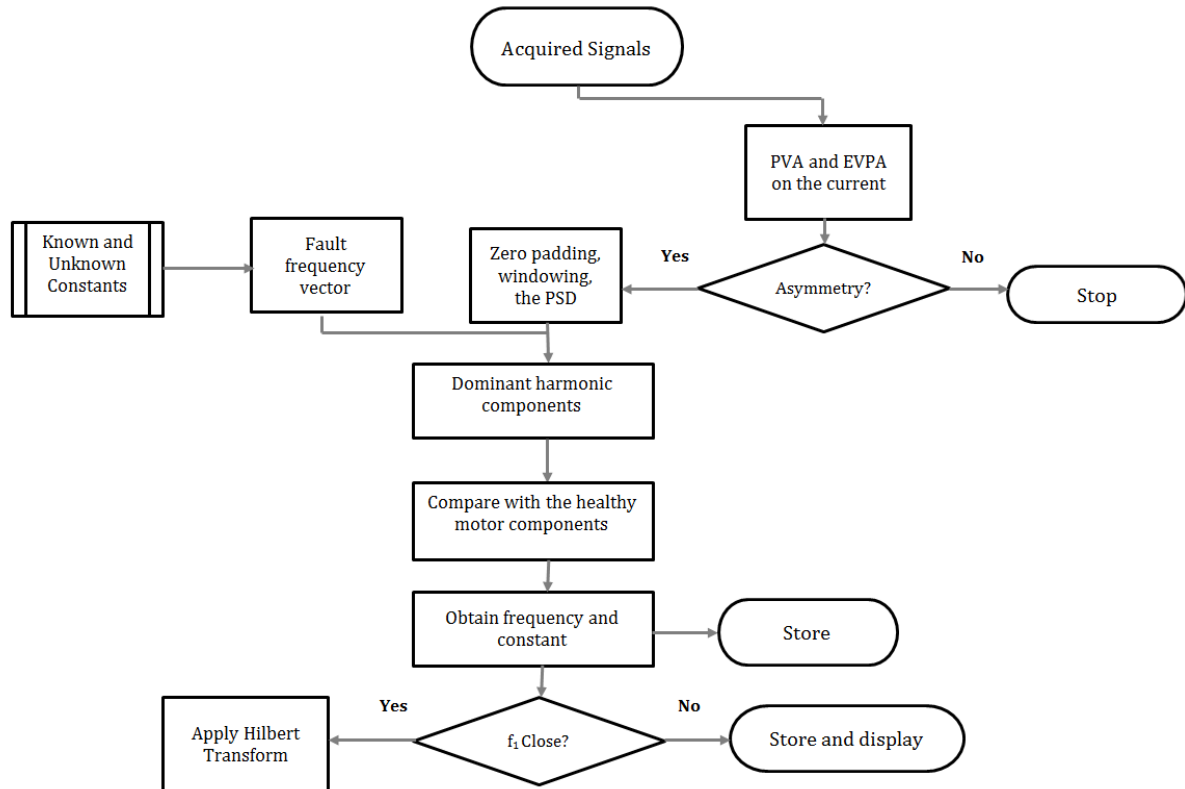 Acquired Signals
PVA and EVPA
on the current
Known and
Unknown
Constants
Fault
frequency
vector
Zero padding,
windowing,
the PSD
Yes
Asymmetry?
No
Stop
Dominant harmonic
components
Compare with the healthy
motor components
Obtain frequency and
constant
Store
Apply Hilbert
Transform
Yes
f₁ Close?
No
Store and display